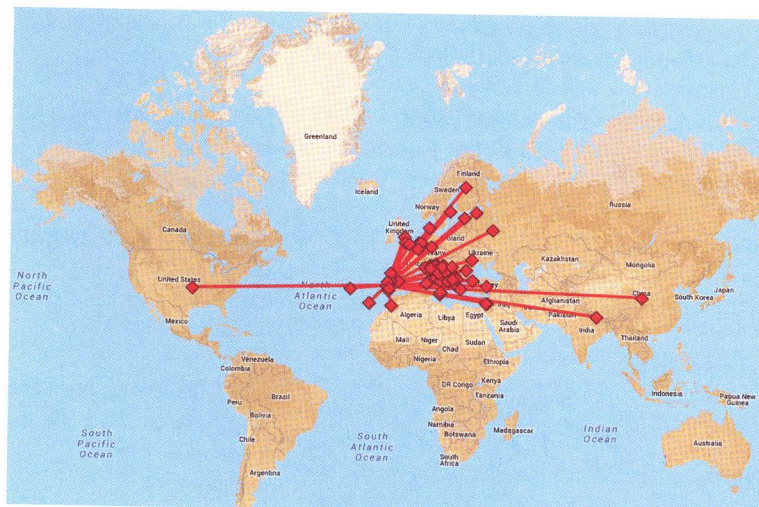 Greenland
Finland
Iceland
Sweden
Norway
Russia
United
Kingdom
Canada
Ukraine
Kazakhstan
Mongolia
North
Pacific
Ocean
United States
North
Atlantic
Ocean
China
Japan
South Korea
Afghanistan
Mexico
Algeria
Libya
Egypt
Saudi
Arabia
Pakistan
India
Mali
Niger
Chad
Sudan
Thailand
Nigeria
Ethiopia
Venezuela
Colombia
DR Congo
Kenya
Tanzania
Indonesia
Papua New
Guinea
Peru
Brazil
Bolivia
Angola
Namibia
Botswana
Madagascar
South
Pacific
Ocean
Chile
South
Atlantic
Ocean
Indian
Ocean
Australia
South
Africa
Argentina